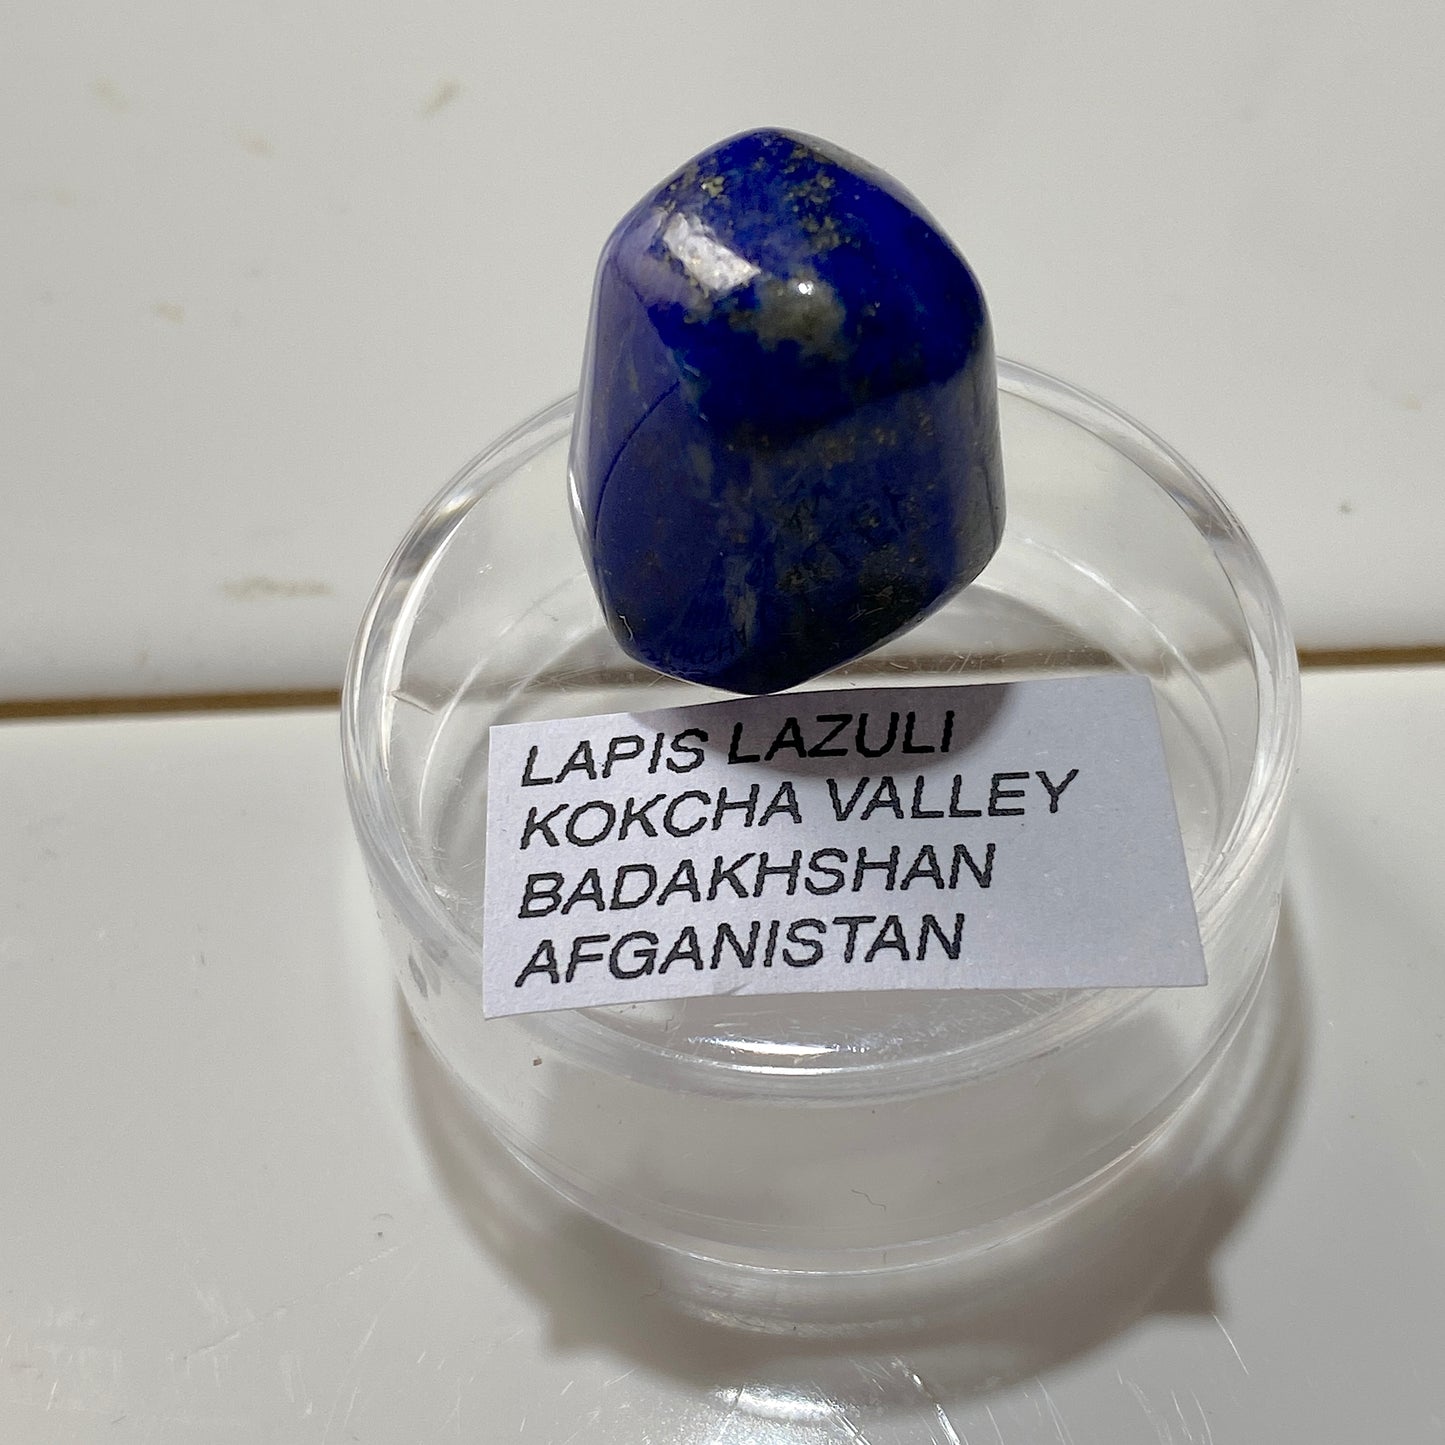 LAPIS LAZULI
KOKCHA VALLEY
BADAKHSHAN
AFGANISTAN